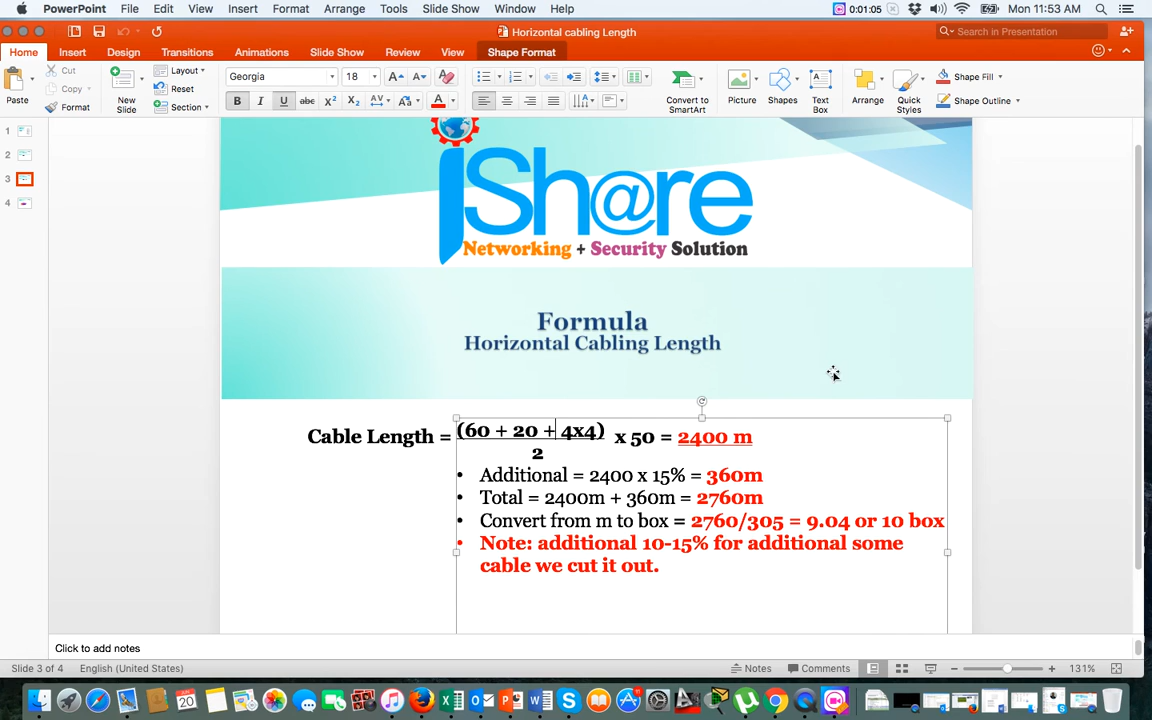 PowerPoint File Edit View Insert Format Arrange Tools Slide Show Window Help 0:01:05 Mon 11:53 AM
Horizontal cabling Length Search in Presentation
Home Insert Design Transitions Animations Slide Show Review View Shape Format
Paste Cut Copy Format New Slide Layout Reset Section Georgia 18 Convert to SmartArt Picture Shapes Text Box Arrange Quick Styles Shape Fill Shape Outline
B I U abc X² X₂ AV Aa A
1
2
3
4
jSh@re
Networking + Security Solution
Formula
Horizontal Cabling Length
Cable Length = (60 + 20 + 4x4) x 50 = 2400 m
2
• Additional = 2400 x 15% = 360m
• Total = 2400m + 360m = 2760m
• Convert from m to box = 2760/305 = 9.04 or 10 box
• Note: additional 10-15% for additional some
cable we cut it out.
Click to add notes
Slide 3 of 4 English (United States) Notes Comments 131%